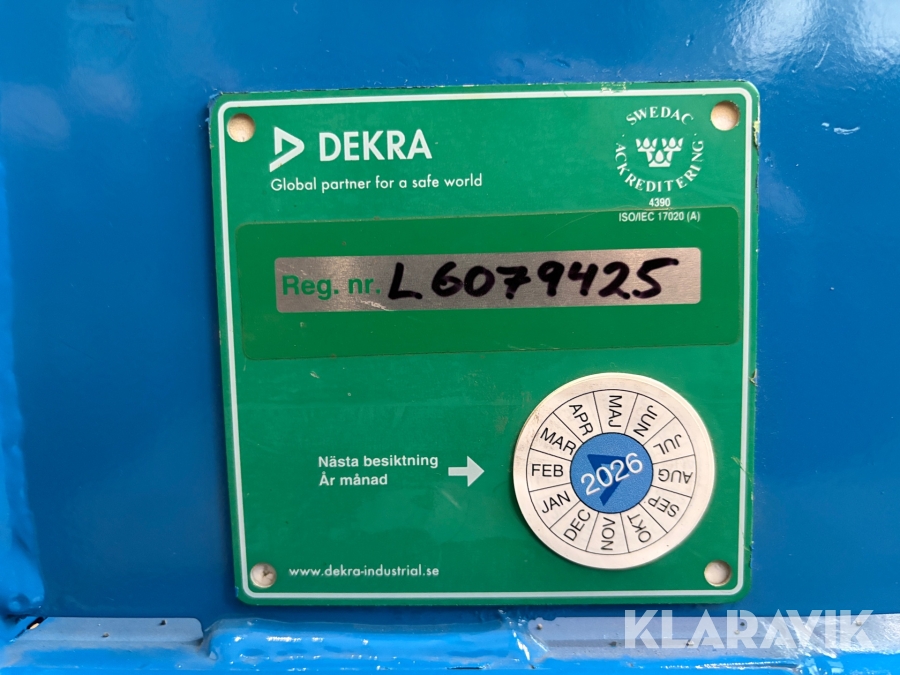 DEKRA
Global partner for a safe world
SWEDAC
ACKREDITERING
4390
ISO/IEC 17020 (A)
Reg. nr. L6079425
Nästa besiktning
År månad
JAN
FEB
MAR
APR
MAJ
JUN
JUL
AUG
SEP
OKT
NOV
DEC
2026
www.dekra-industrial.se
KLARAVIK